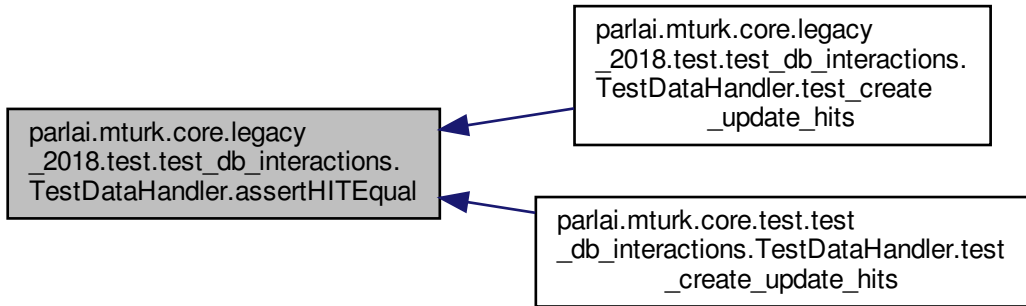 parlai.mturk.core.legacy
_2018.test.test_db_interactions.
TestDataHandler.assertHITEqual
parlai.mturk.core.legacy
_2018.test.test_db_interactions.
TestDataHandler.test_create
_update_hits
parlai.mturk.core.test.test
_db_interactions.TestDataHandler.test
_create_update_hits